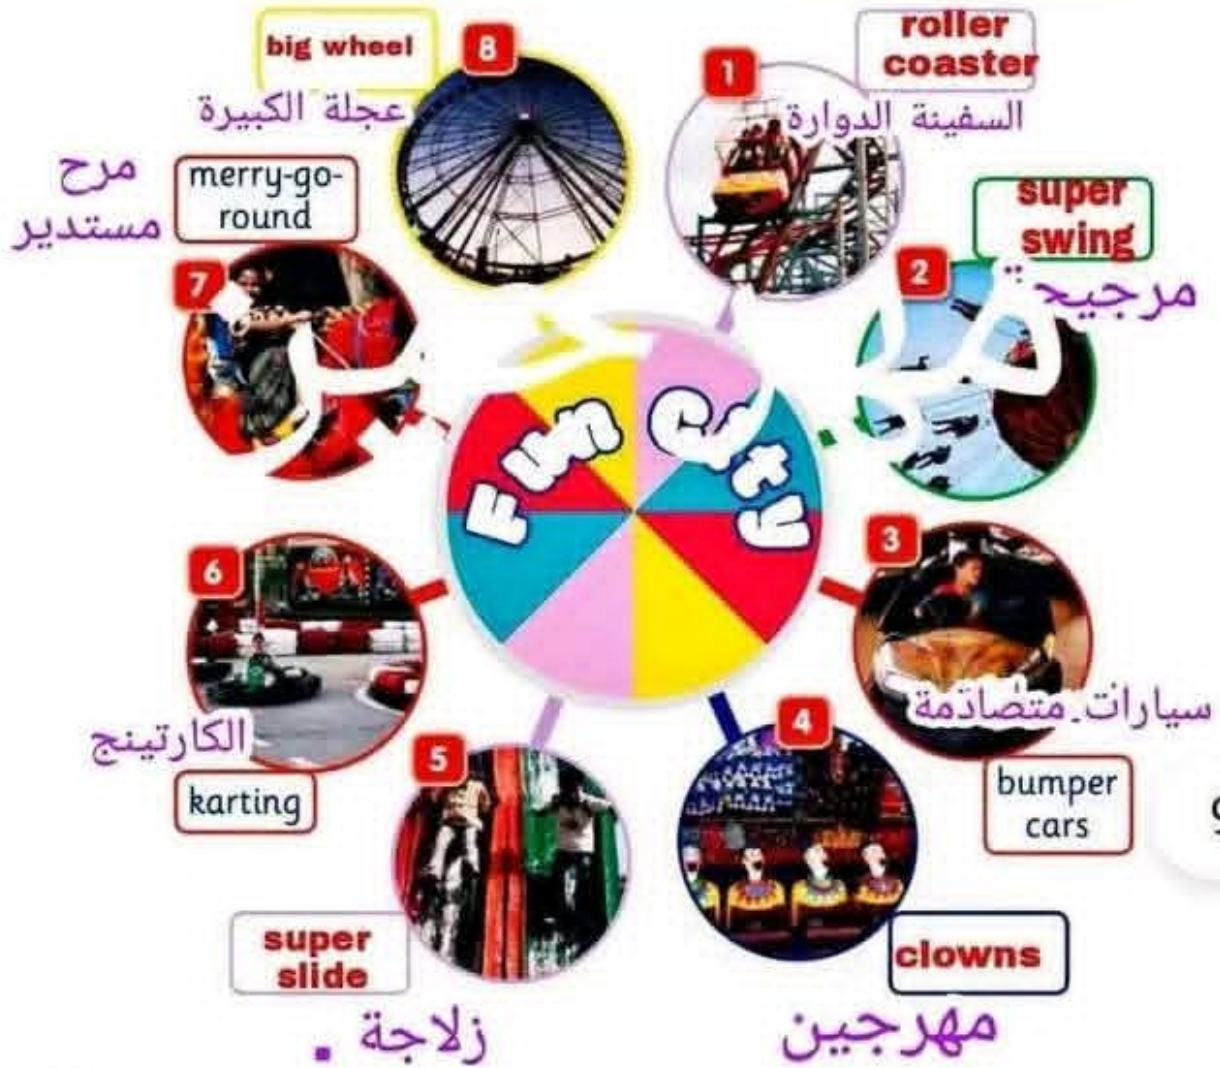 big wheel
8
عجلة الكبيرة
roller
coaster
1
السفينة الدوارة
مرح
مستدير
merry-go-
round
7
super
swing
2
مرجيحة
Fun City
6
الكارتينج
karting
3
سيارات متصادمة
bumper
cars
5
super
slide
زلاجة .
4
clowns
مهرجين